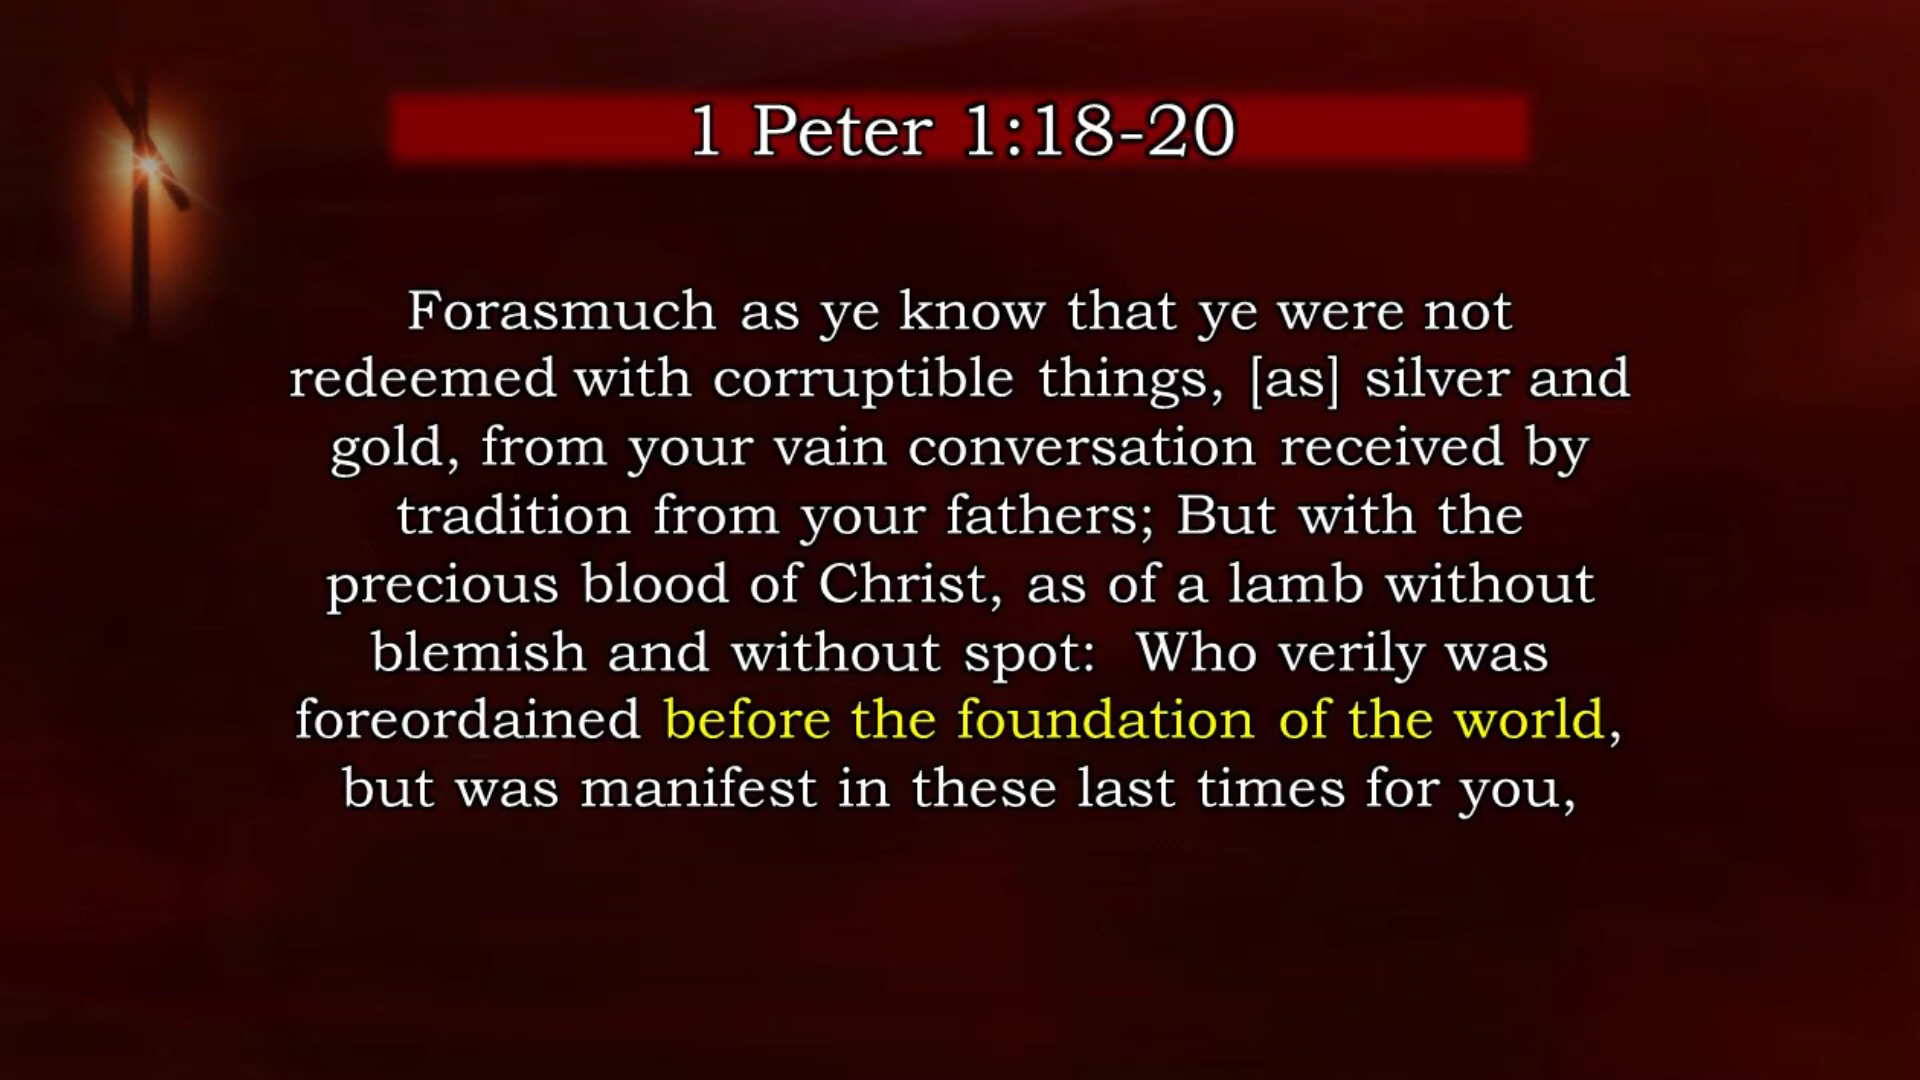 1 Peter 1:18-20
Forasmuch as ye know that ye were not
redeemed with corruptible things, [as] silver and
gold, from your vain conversation received by
tradition from your fathers; But with the
precious blood of Christ, as of a lamb without
blemish and without spot:  Who verily was
foreordained before the foundation of the world,
but was manifest in these last times for you,